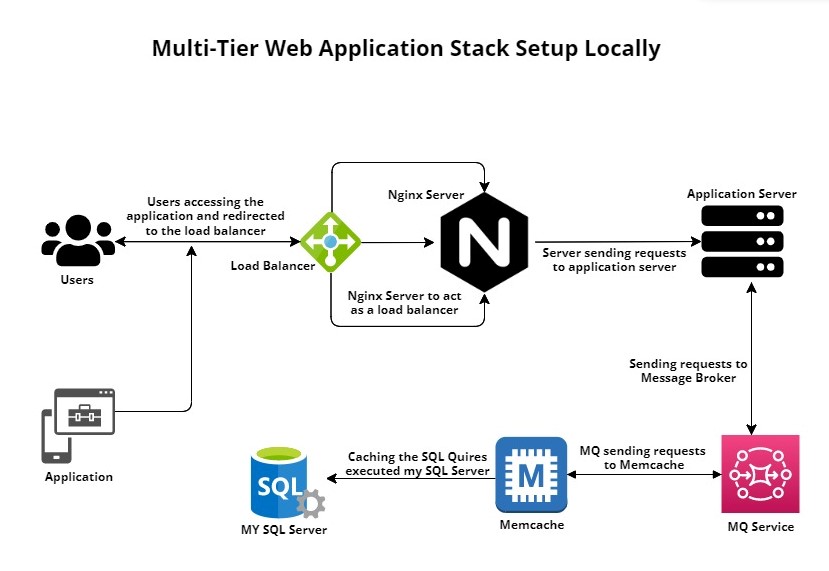 Multi-Tier Web Application Stack Setup Locally
Users accessing the
application and redirected
to the load balancer
Users
Load Balancer
Nginx Server
N
Nginx Server to act
as a load balancer
Server sending requests
to application server
Application Server
Sending requests to
Message Broker
Application
SQL
MY SQL Server
Caching the SQL Quires
executed my SQL Server
M
Memcache
MQ sending requests
to Memcache
MQ Service